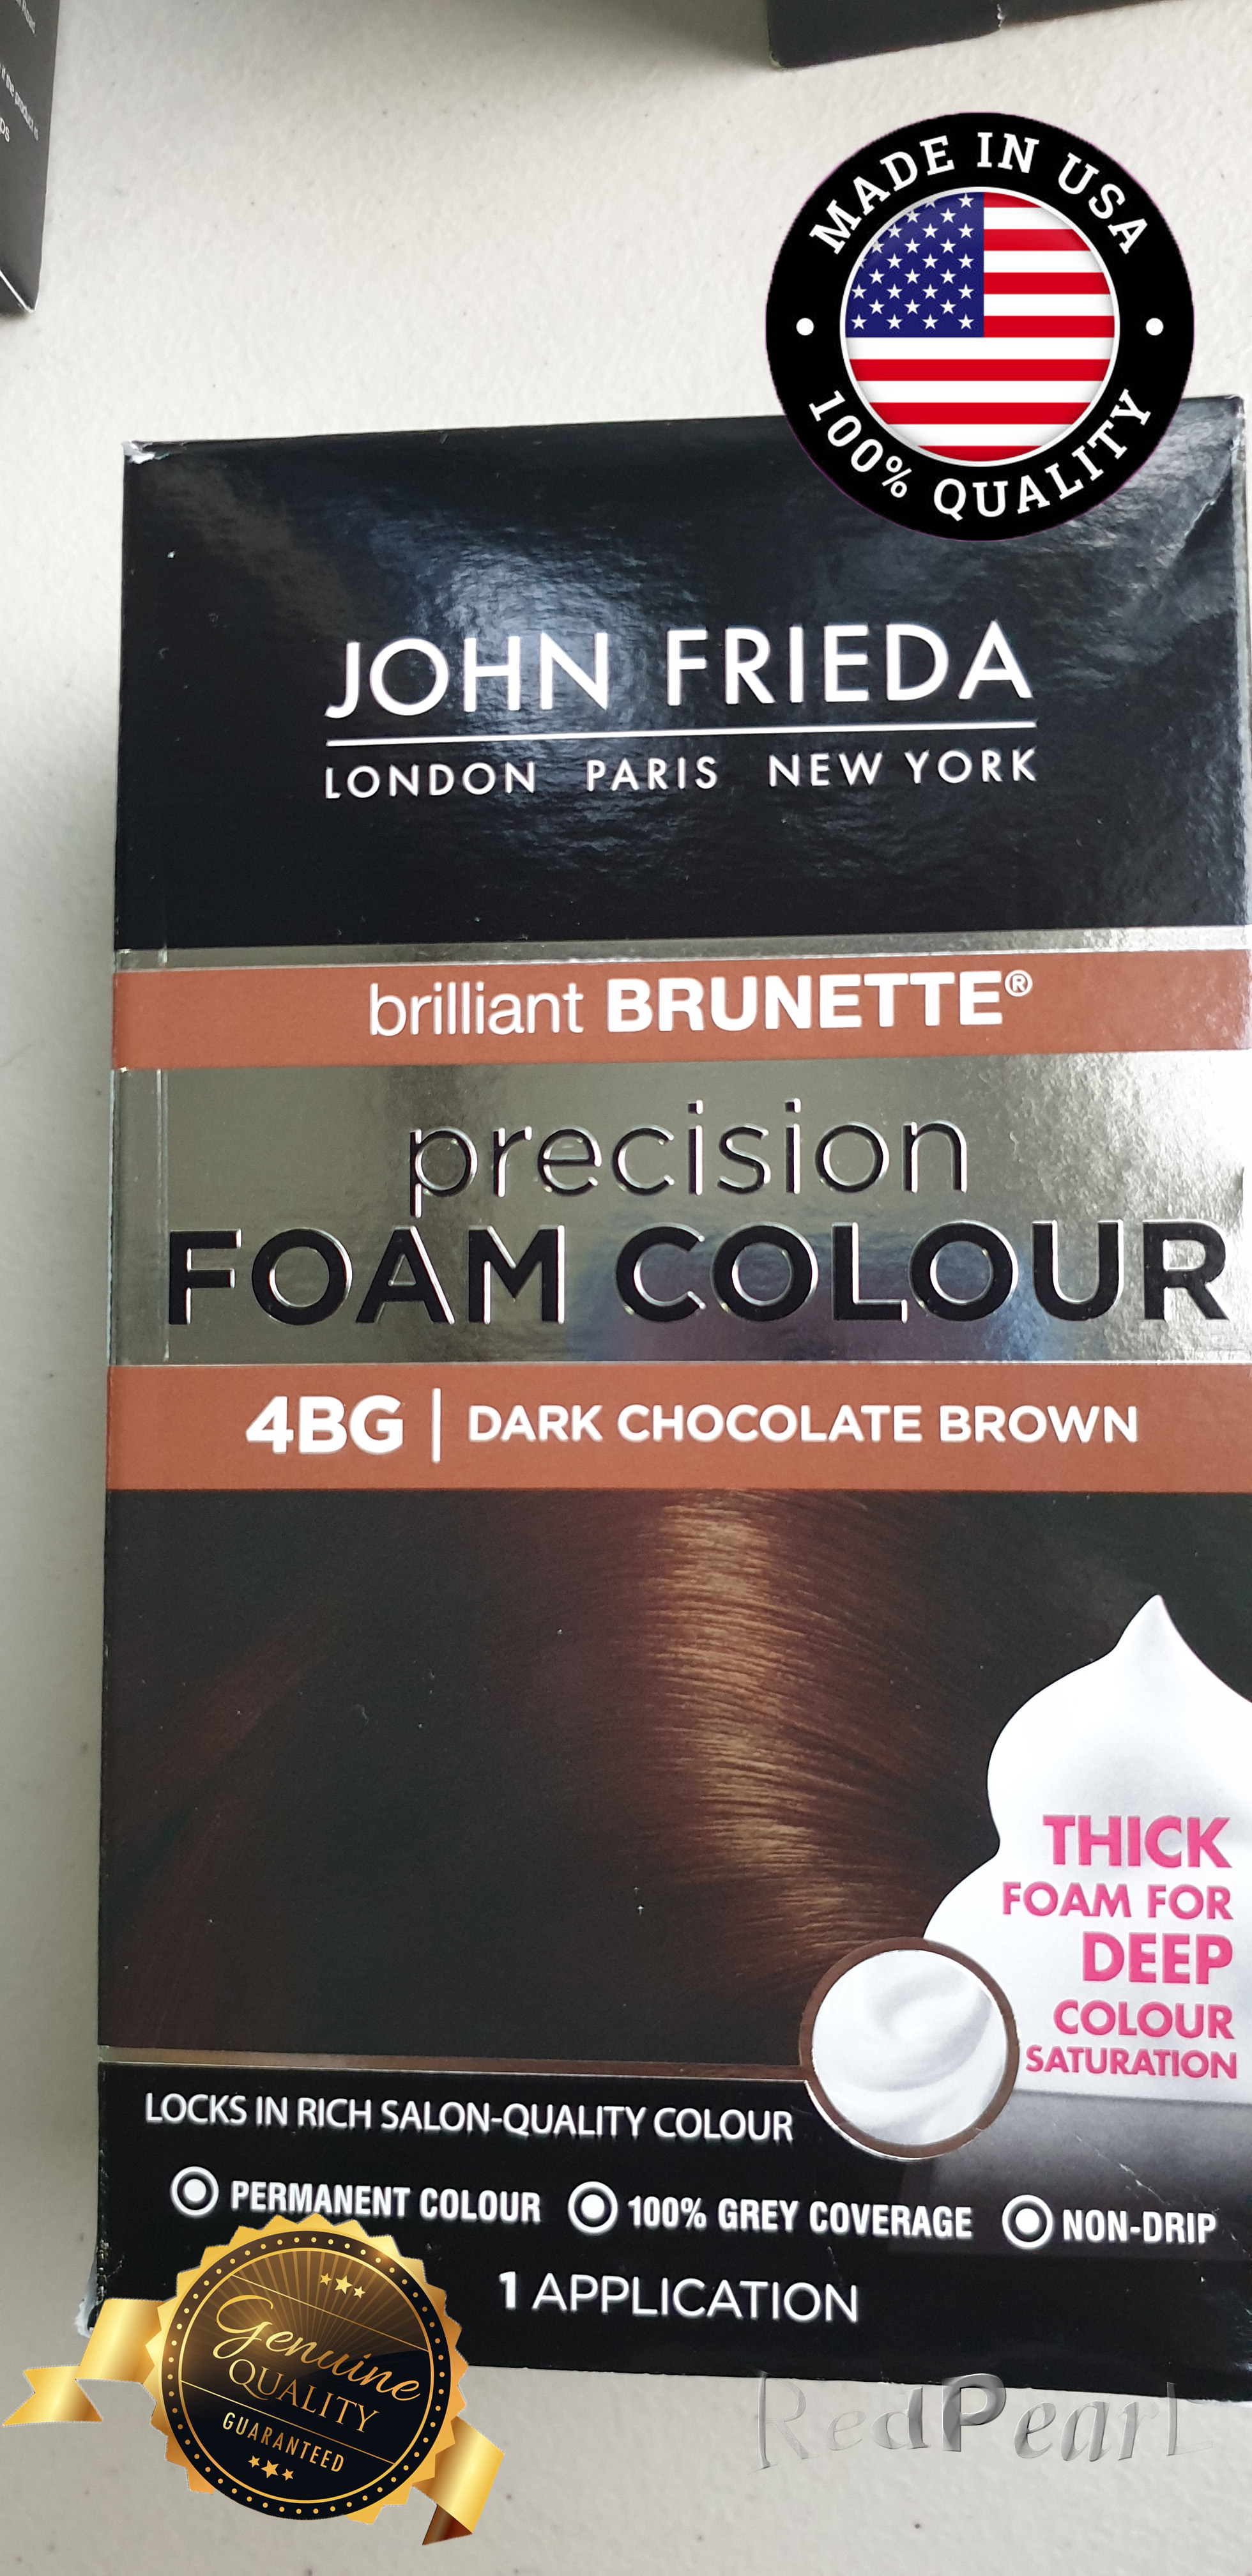 MADE IN USA
100% QUALITY
JOHN FRIEDA
LONDON PARIS NEW YORK
brilliant BRUNETTE®
precision
FOAM COLOUR
4BG | DARK CHOCOLATE BROWN
THICK
FOAM FOR
DEEP
COLOUR
SATURATION
LOCKS IN RICH SALON-QUALITY COLOUR
PERMANENT COLOUR 100% GREY COVERAGE NON-DRIP
1 APPLICATION
Genuine
QUALITY
GUARANTEED
RedPearl